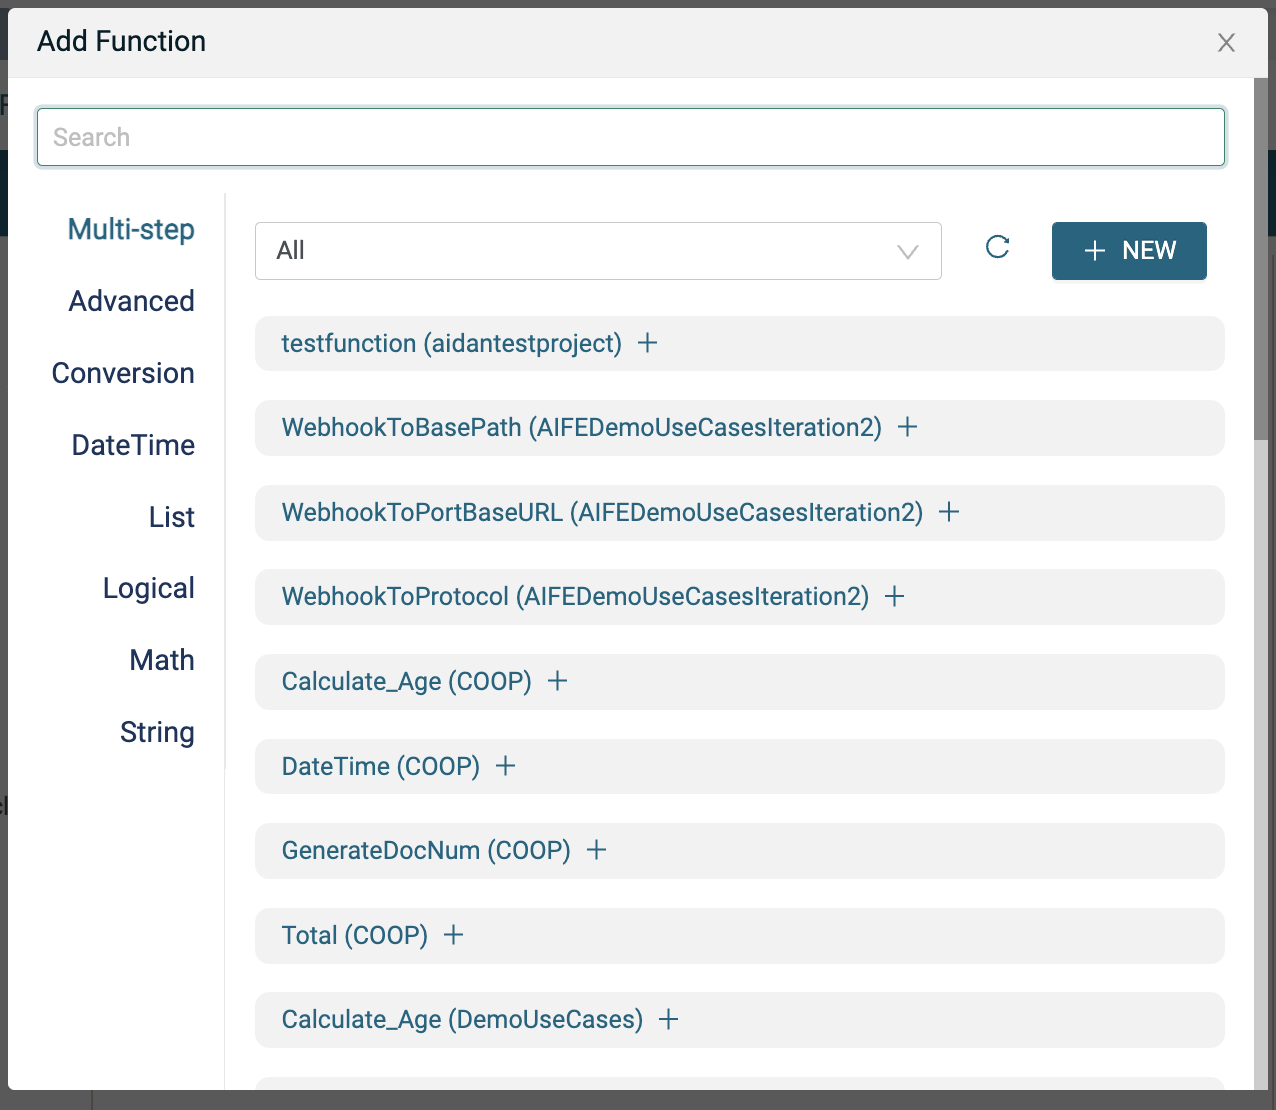 Add Function
Search
Multi-step
Advanced
Conversion
DateTime
List
Logical
Math
String
All
NEW
testfunction (aidantestproject) +
WebhookToBasePath (AIFEDemoUseCasesIteration2) +
WebhookToPortBaseURL (AIFEDemoUseCasesIteration2) +
WebhookToProtocol (AIFEDemoUseCasesIteration2) +
Calculate_Age (COOP) +
DateTime (COOP) +
GenerateDocNum (COOP) +
Total (COOP) +
Calculate_Age (DemoUseCases) +